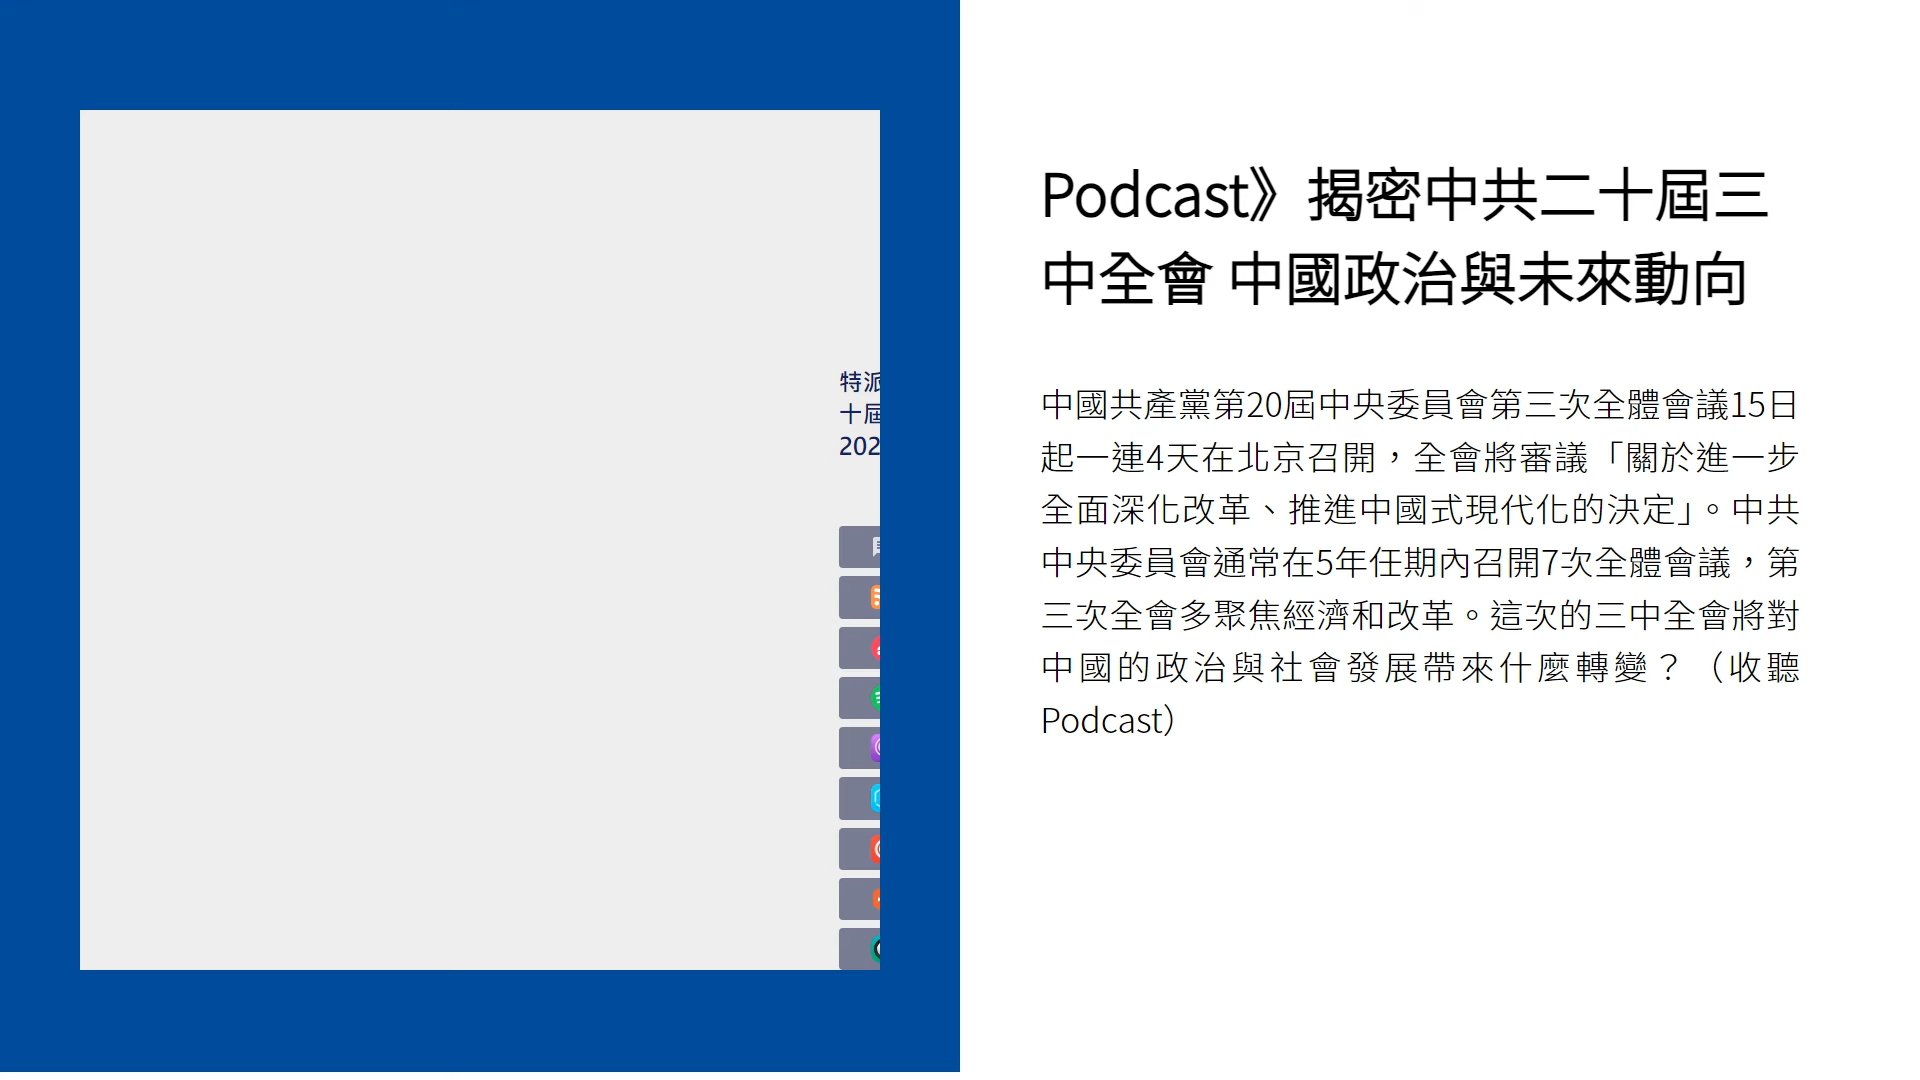 特派
十屆
202
Podcast》揭密中共二十屆三
中全會 中國政治與未來動向
中國共產黨第20屆中央委員會第三次全體會議15日
起一連4天在北京召開，全會將審議「關於進一步
全面深化改革、推進中國式現代化的決定」。中共
中央委員會通常在5年任期內召開7次全體會議，第
三次全會多聚焦經濟和改革。這次的三中全會將對
中國的政治與社會發展帶來什麼轉變？（收聽
Podcast）